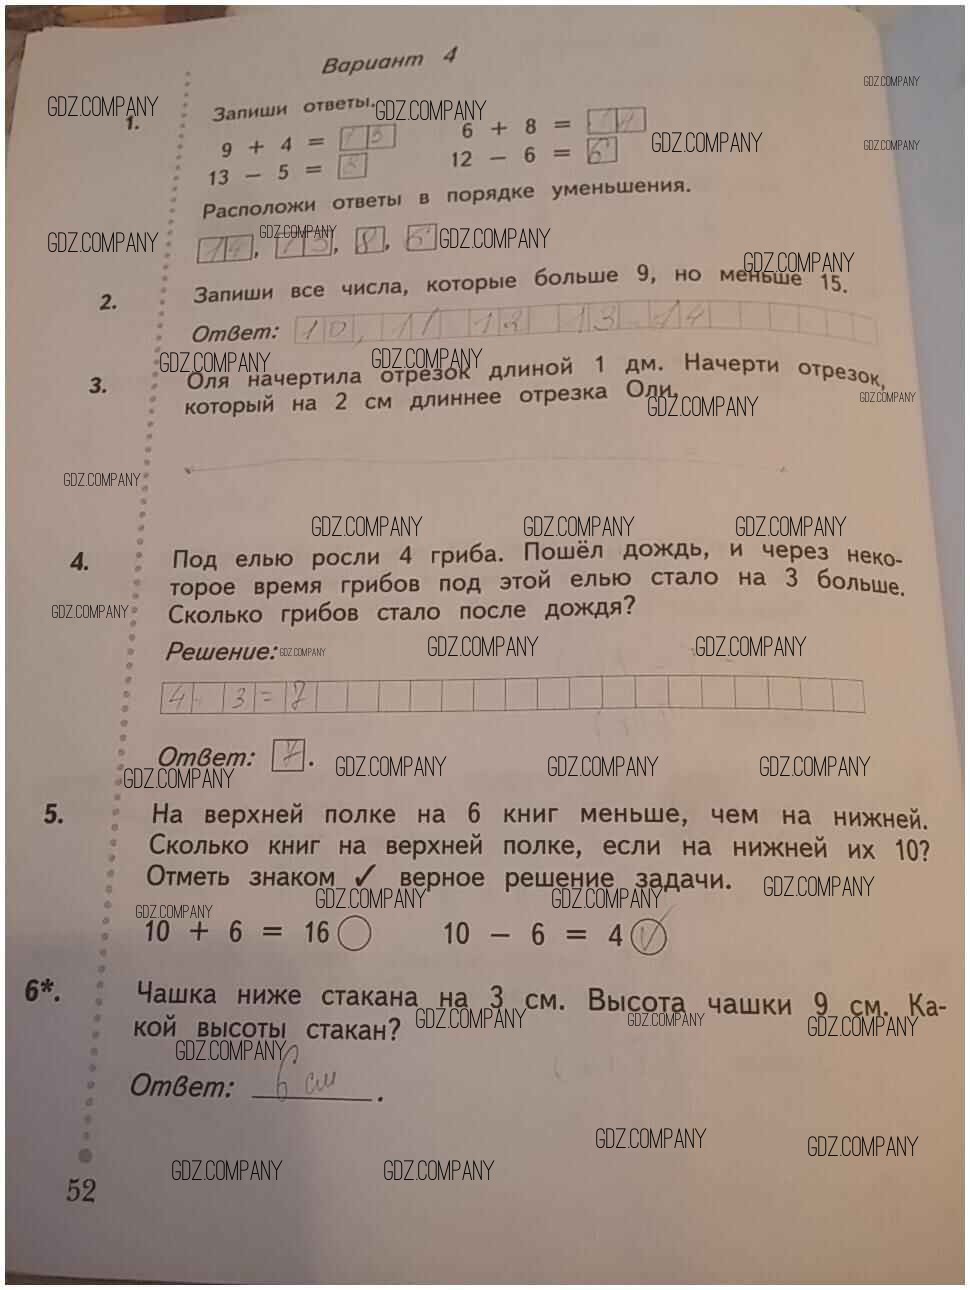 Вариант 4
1. Запиши ответы.
9 + 4 = 13 6 + 8 = 14
13 - 5 = 8 12 - 6 = 6
Расположи ответы в порядке уменьшения.
14, 13, 8, 6
2. Запиши все числа, которые больше 9, но меньше 15.
Ответ: 10, 11 12 13 14
3. Оля начертила отрезок длиной 1 дм. Начерти отрезок,
который на 2 см длиннее отрезка Оли.
4. Под елью росли 4 гриба. Пошёл дождь, и через неко-
торое время грибов под этой елью стало на 3 больше.
Сколько грибов стало после дождя?
Решение:
4 3 = 7
Ответ: 7.
5. На верхней полке на 6 книг меньше, чем на нижней.
Сколько книг на верхней полке, если на нижней их 10?
Отметь знаком ✓ верное решение задачи.
10 + 6 = 16 10 - 6 = 4 ✓
6*. Чашка ниже стакана на 3 см. Высота чашки 9 см. Ка-
кой высоты стакан?
Ответ: 6 см.
52
GDZ.COMPANY